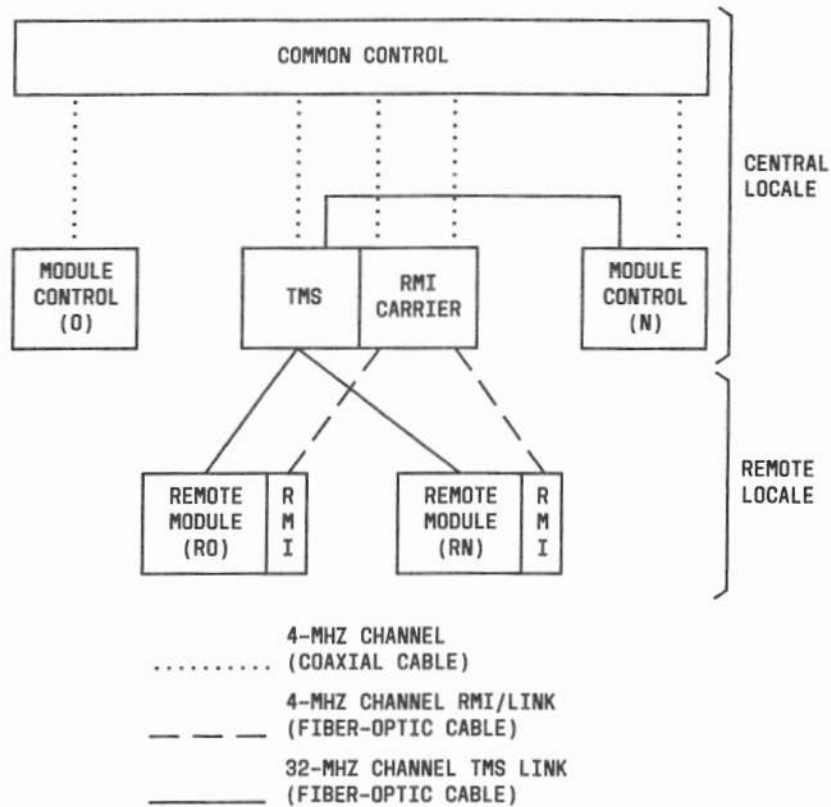 COMMON CONTROL
CENTRAL
LOCALE
MODULE
CONTROL
(0)
TMS
RMI
CARRIER
MODULE
CONTROL
(N)
REMOTE
LOCALE
REMOTE
MODULE
(R0)
R
M
I
REMOTE
MODULE
(RN)
R
M
I
4-MHZ CHANNEL
(COAXIAL CABLE)
4-MHZ CHANNEL RMI/LINK
(FIBER-OPTIC CABLE)
32-MHZ CHANNEL TMS LINK
(FIBER-OPTIC CABLE)